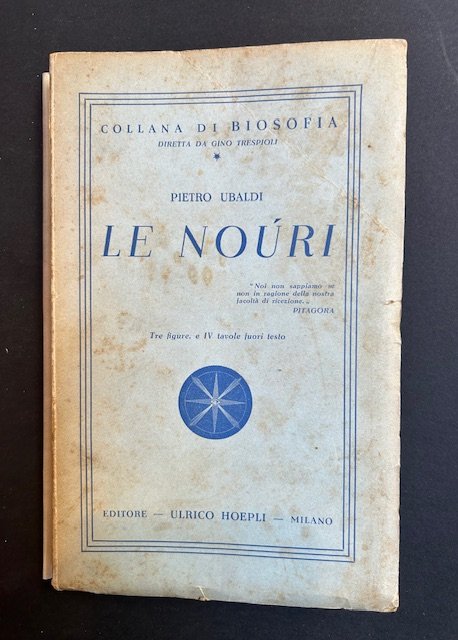 COLLANA DI BIOSOFIA
DIRETTA DA GINO TRESPIOLI
PIETRO UBALDI
LE NOÚRI
"Noi non sappiamo se
non in ragione della nostra
facoltà di ricezione„
PITAGORA
Tre figure, e IV tavole fuori testo
EDITORE — ULRICO HOEPLI — MILANO